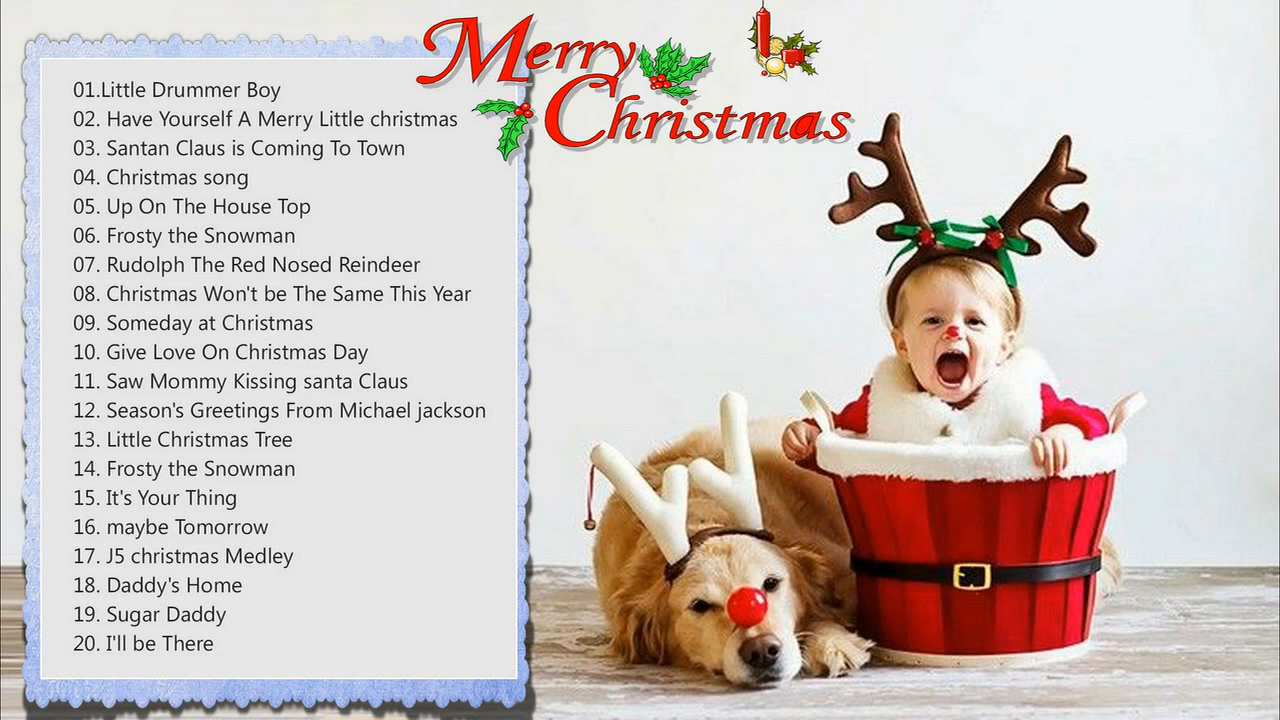 Merry
Christmas
01.Little Drummer Boy
02. Have Yourself A Merry Little christmas
03. Santan Claus is Coming To Town
04. Christmas song
05. Up On The House Top
06. Frosty the Snowman
07. Rudolph The Red Nosed Reindeer
08. Christmas Won't be The Same This Year
09. Someday at Christmas
10. Give Love On Christmas Day
11. Saw Mommy Kissing santa Claus
12. Season's Greetings From Michael jackson
13. Little Christmas Tree
14. Frosty the Snowman
15. It's Your Thing
16. maybe Tomorrow
17. J5 christmas Medley
18. Daddy's Home
19. Sugar Daddy
20. I'll be There